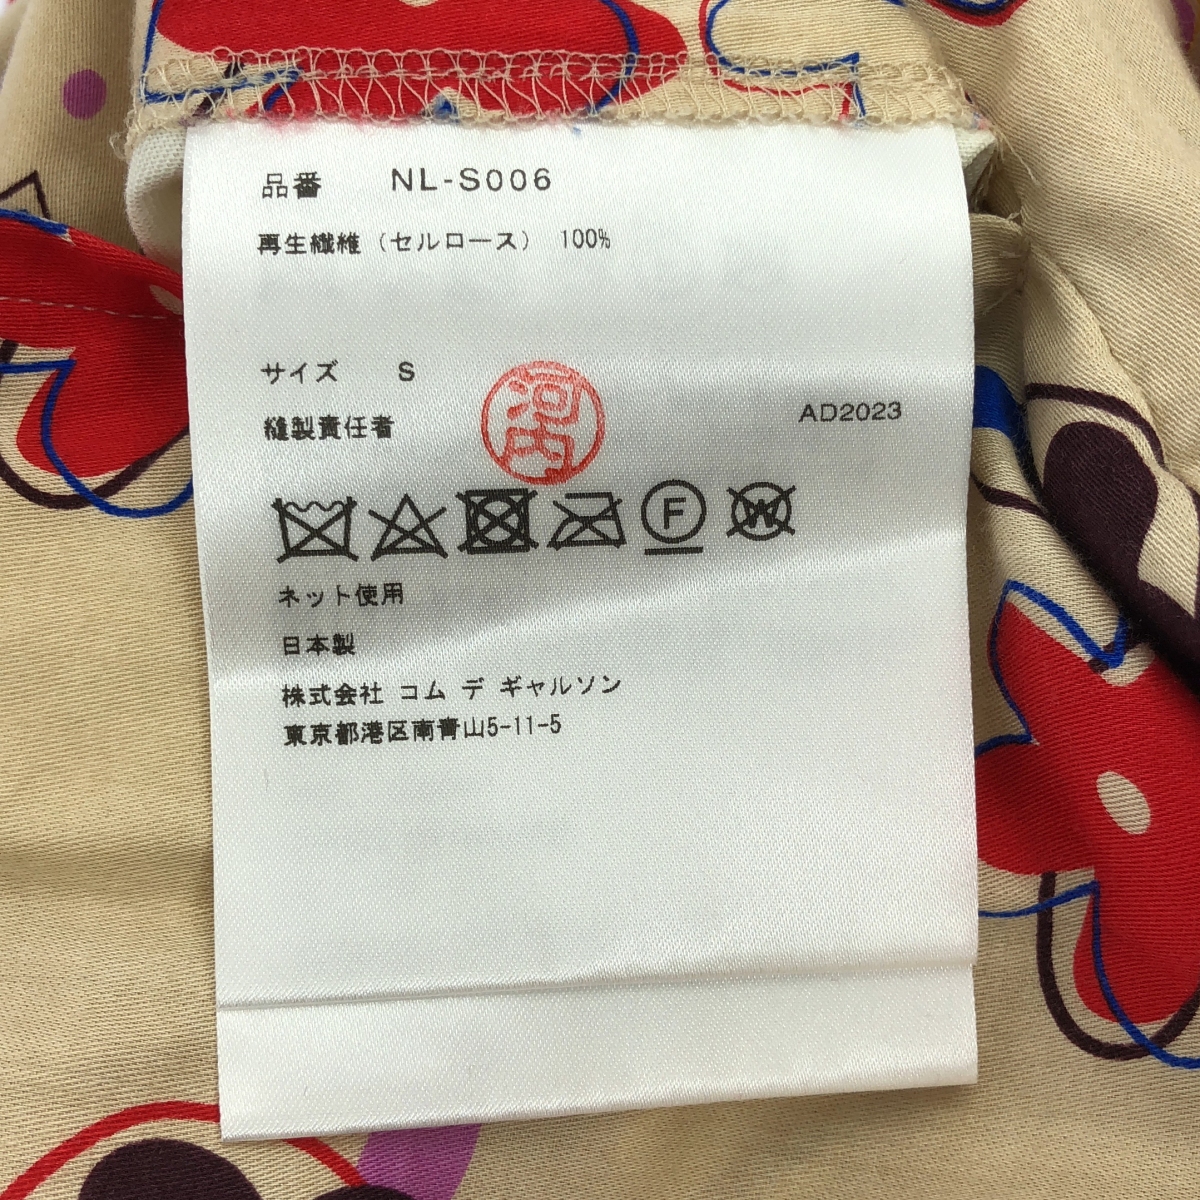 品番 NL-S006
再生繊維（セルロース） 100%
サイズ S
河内
縫製責任者
AD2023
F
W
ネット使用
日本製
株式会社 コム デ ギャルソン
東京都港区南青山5-11-5